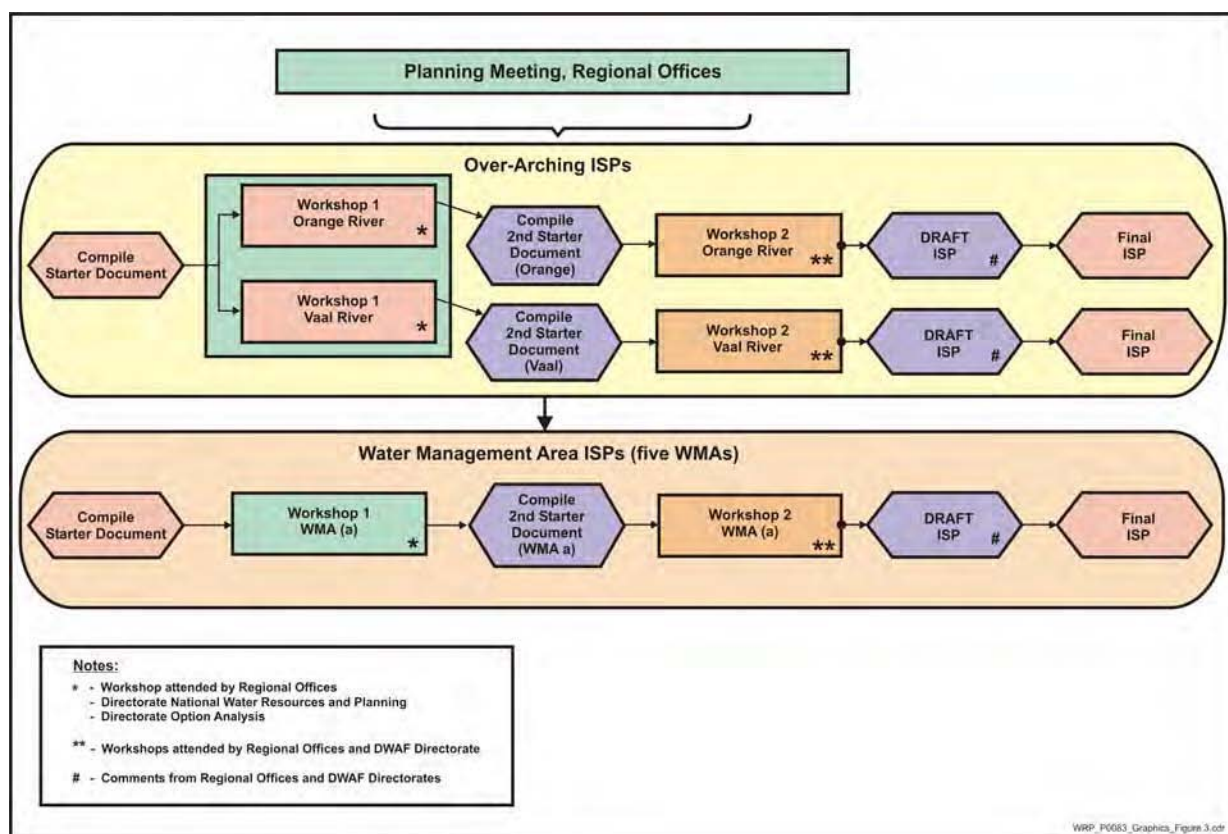 Planning Meeting, Regional Offices
Over-Arching ISPs
Compile
Starter Document
Workshop 1
Orange River
*
Compile
2nd Starter
Document
(Orange)
Workshop 2
Orange River
**
DRAFT
ISP
#
Final
ISP
Workshop 1
Vaal River
*
Compile
2nd Starter
Document
(Vaal)
Workshop 2
Vaal River
**
DRAFT
ISP
#
Final
ISP
Water Management Area ISPs (five WMAs)
Compile
Starter Document
Workshop 1
WMA (a)
*
Compile
2nd Starter
Document
(WMA a)
Workshop 2
WMA (a)
**
DRAFT
ISP
#
Final
ISP
Notes:
* - Workshop attended by Regional Offices
- Directorate National Water Resources and Planning
- Directorate Option Analysis
** - Workshops attended by Regional Offices and DWAF Directorate
# - Comments from Regional Offices and DWAF Directorates
WRP_P0083_Graphics_Figure 3.cdr